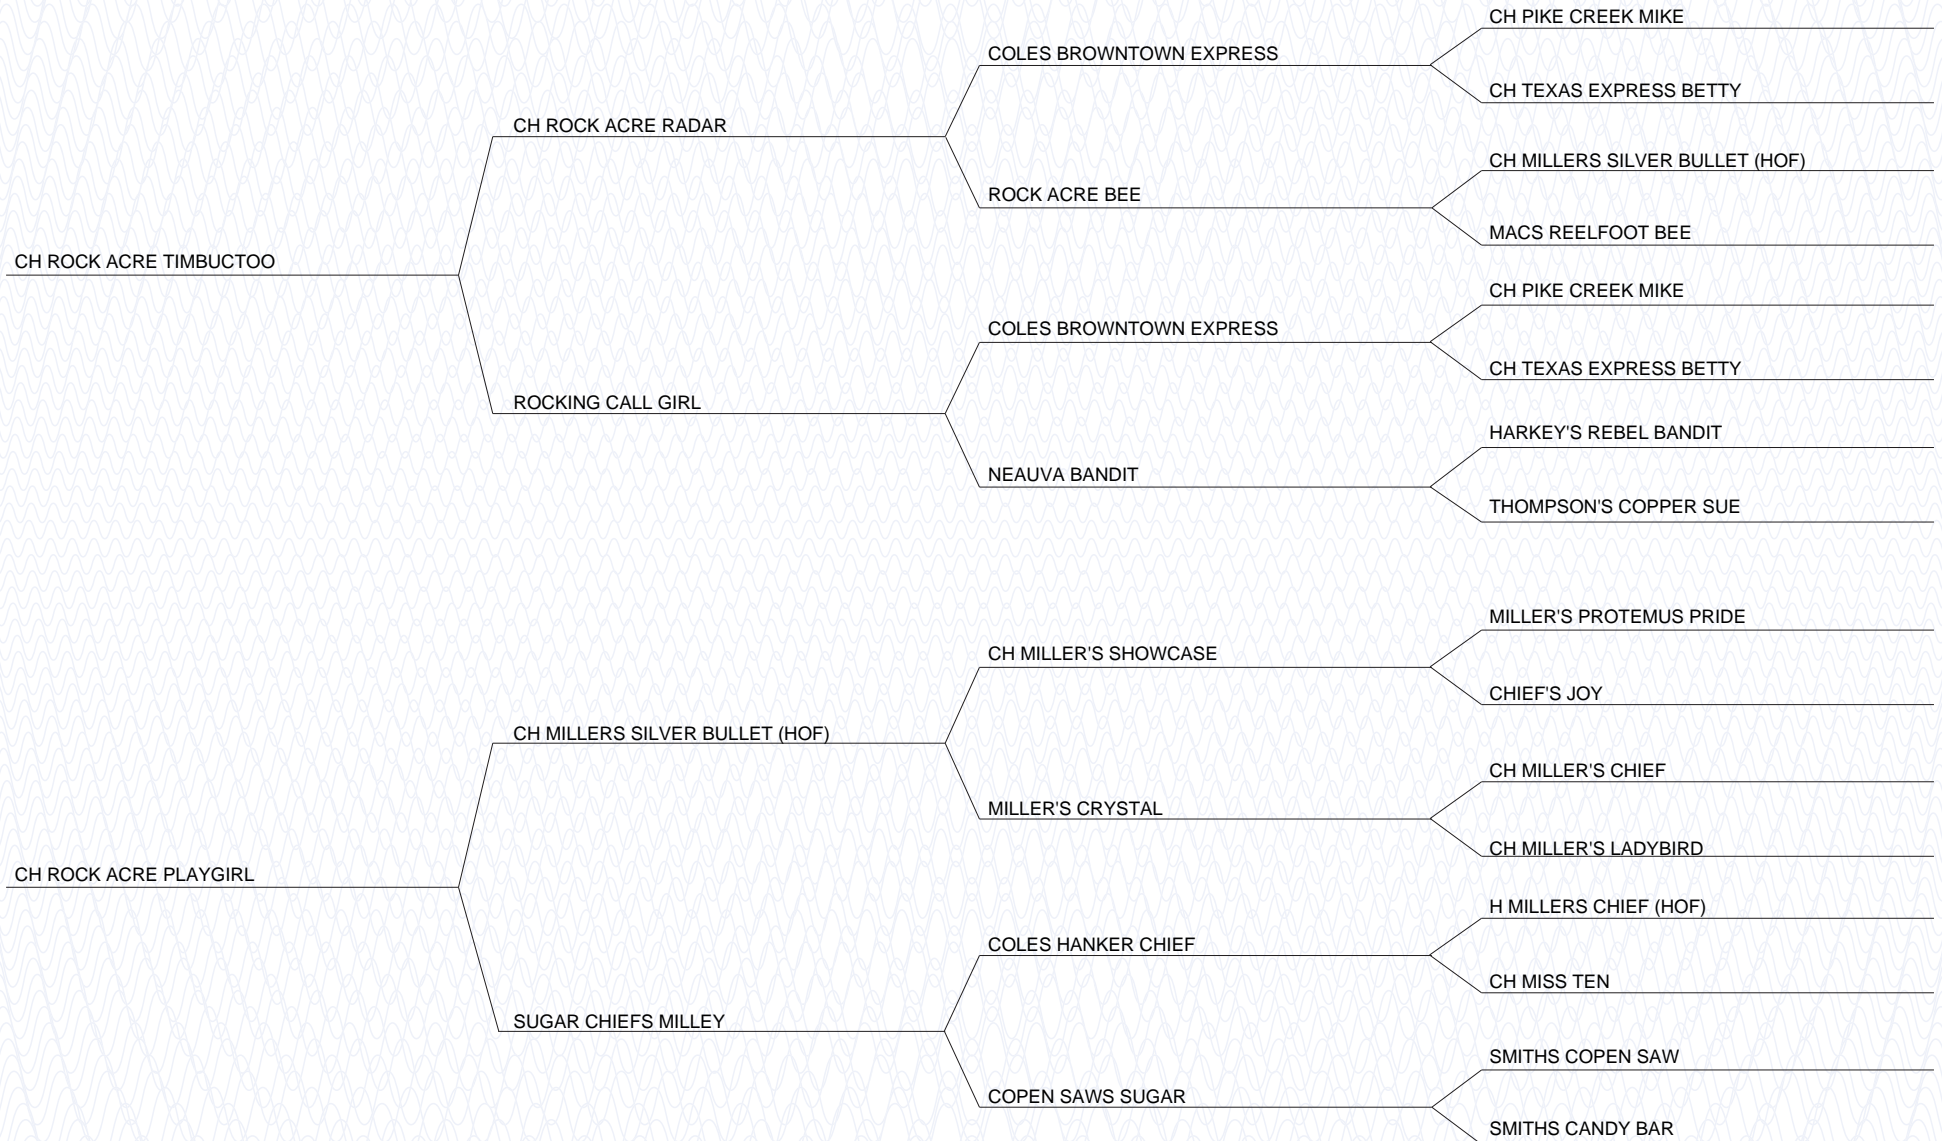 CH PIKE CREEK MIKE
COLES BROWNTOWN EXPRESS
CH TEXAS EXPRESS BETTY
CH ROCK ACRE RADAR
CH MILLERS SILVER BULLET (HOF)
ROCK ACRE BEE
MACS REELFOOT BEE
CH ROCK ACRE TIMBUCTOO
CH PIKE CREEK MIKE
COLES BROWNTOWN EXPRESS
CH TEXAS EXPRESS BETTY
ROCKING CALL GIRL
HARKEY'S REBEL BANDIT
NEAUVA BANDIT
THOMPSON'S COPPER SUE
MILLER'S PROTEMUS PRIDE
CH MILLER'S SHOWCASE
CHIEF'S JOY
CH MILLERS SILVER BULLET (HOF)
CH MILLER'S CHIEF
MILLER'S CRYSTAL
CH MILLER'S LADYBIRD
CH ROCK ACRE PLAYGIRL
H MILLERS CHIEF (HOF)
COLES HANKER CHIEF
CH MISS TEN
SUGAR CHIEFS MILLEY
SMITHS COPEN SAW
COPEN SAWS SUGAR
SMITHS CANDY BAR